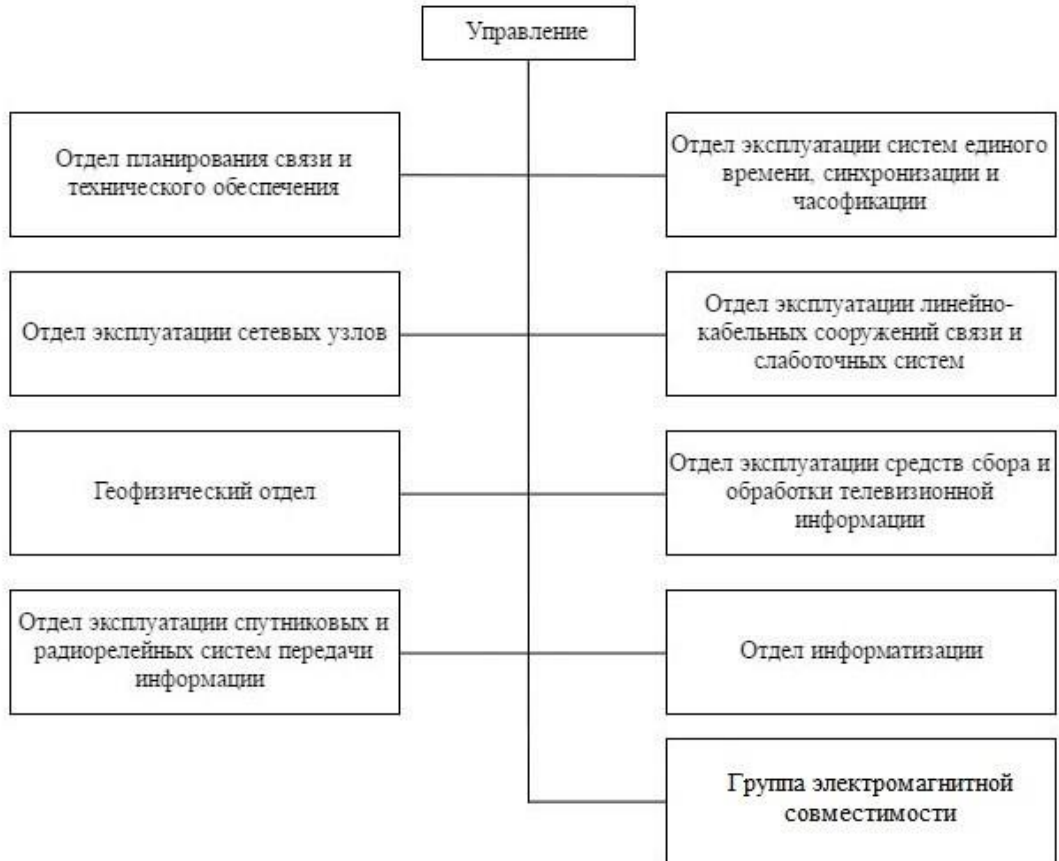 Управление
Отдел планирования связи и
технического обеспечения
Отдел эксплуатации систем единого
времени, синхронизации и
часофикации
Отдел эксплуатации сетевых узлов
Отдел эксплуатации линейно-
кабельных сооружений связи и
слаботочных систем
Геофизический отдел
Отдел эксплуатации средств сбора и
обработки телевизионной
информации
Отдел эксплуатации спутниковых и
радиорелейных систем передачи
информации
Отдел информатизации
Группа электромагнитной
совместимости